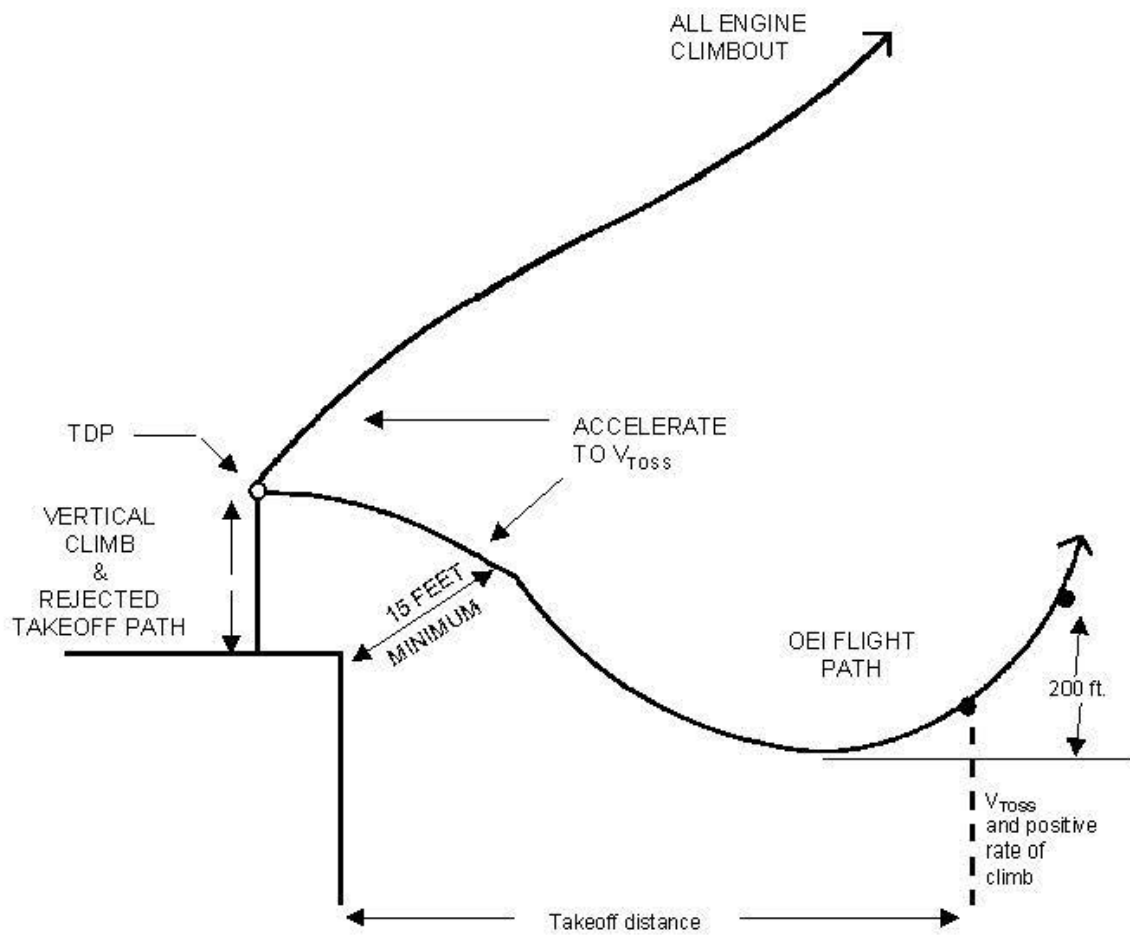 ALL ENGINE
CLIMBOUT
TDP
ACCELERATE
TO VTOSS
VERTICAL
CLIMB
&
REJECTED
TAKEOFF PATH
15 FEET
MINIMUM
OEI FLIGHT
PATH
200 ft.
VTOSS
and positive
rate of
climb
Takeoff distance